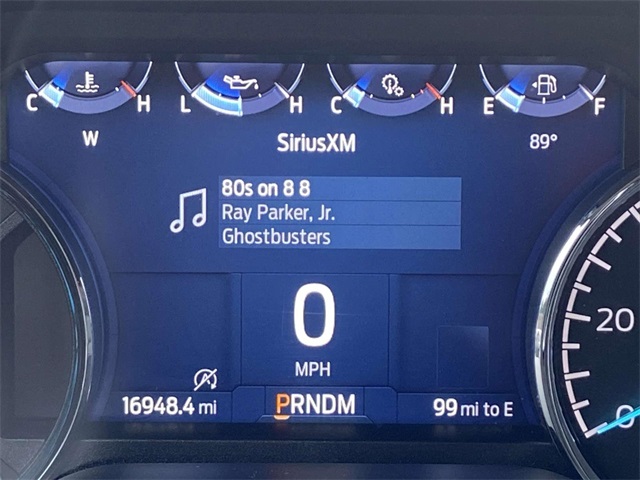 C H L H C H E F
W SiriusXM 89°
80s on 8 8
Ray Parker, Jr.
Ghostbusters
0
MPH
20
16948.4 mi PRNDM 99 mi to E
0